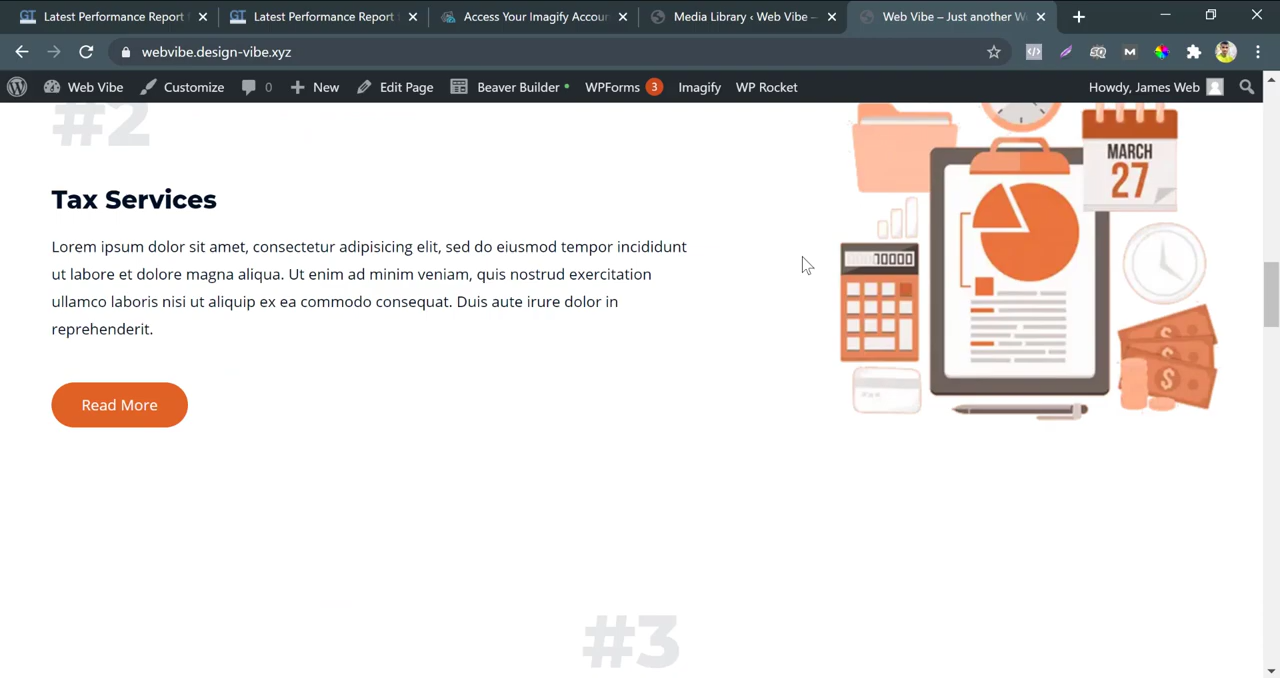 Latest Performance Report
Latest Performance Report
Access Your Imagify Accou
Media Library ‹ Web Vibe —
Web Vibe – Just another W
webvibe.design-vibe.xyz
Web Vibe
Customize
0
New
Edit Page
Beaver Builder
WPForms 3
Imagify
WP Rocket
Howdy, James Web
#2
Tax Services
Lorem ipsum dolor sit amet, consectetur adipisicing elit, sed do eiusmod tempor incididunt
ut labore et dolore magna aliqua. Ut enim ad minim veniam, quis nostrud exercitation
ullamco laboris nisi ut aliquip ex ea commodo consequat. Duis aute irure dolor in
reprehenderit.
Read More
MARCH
27
70000
#3